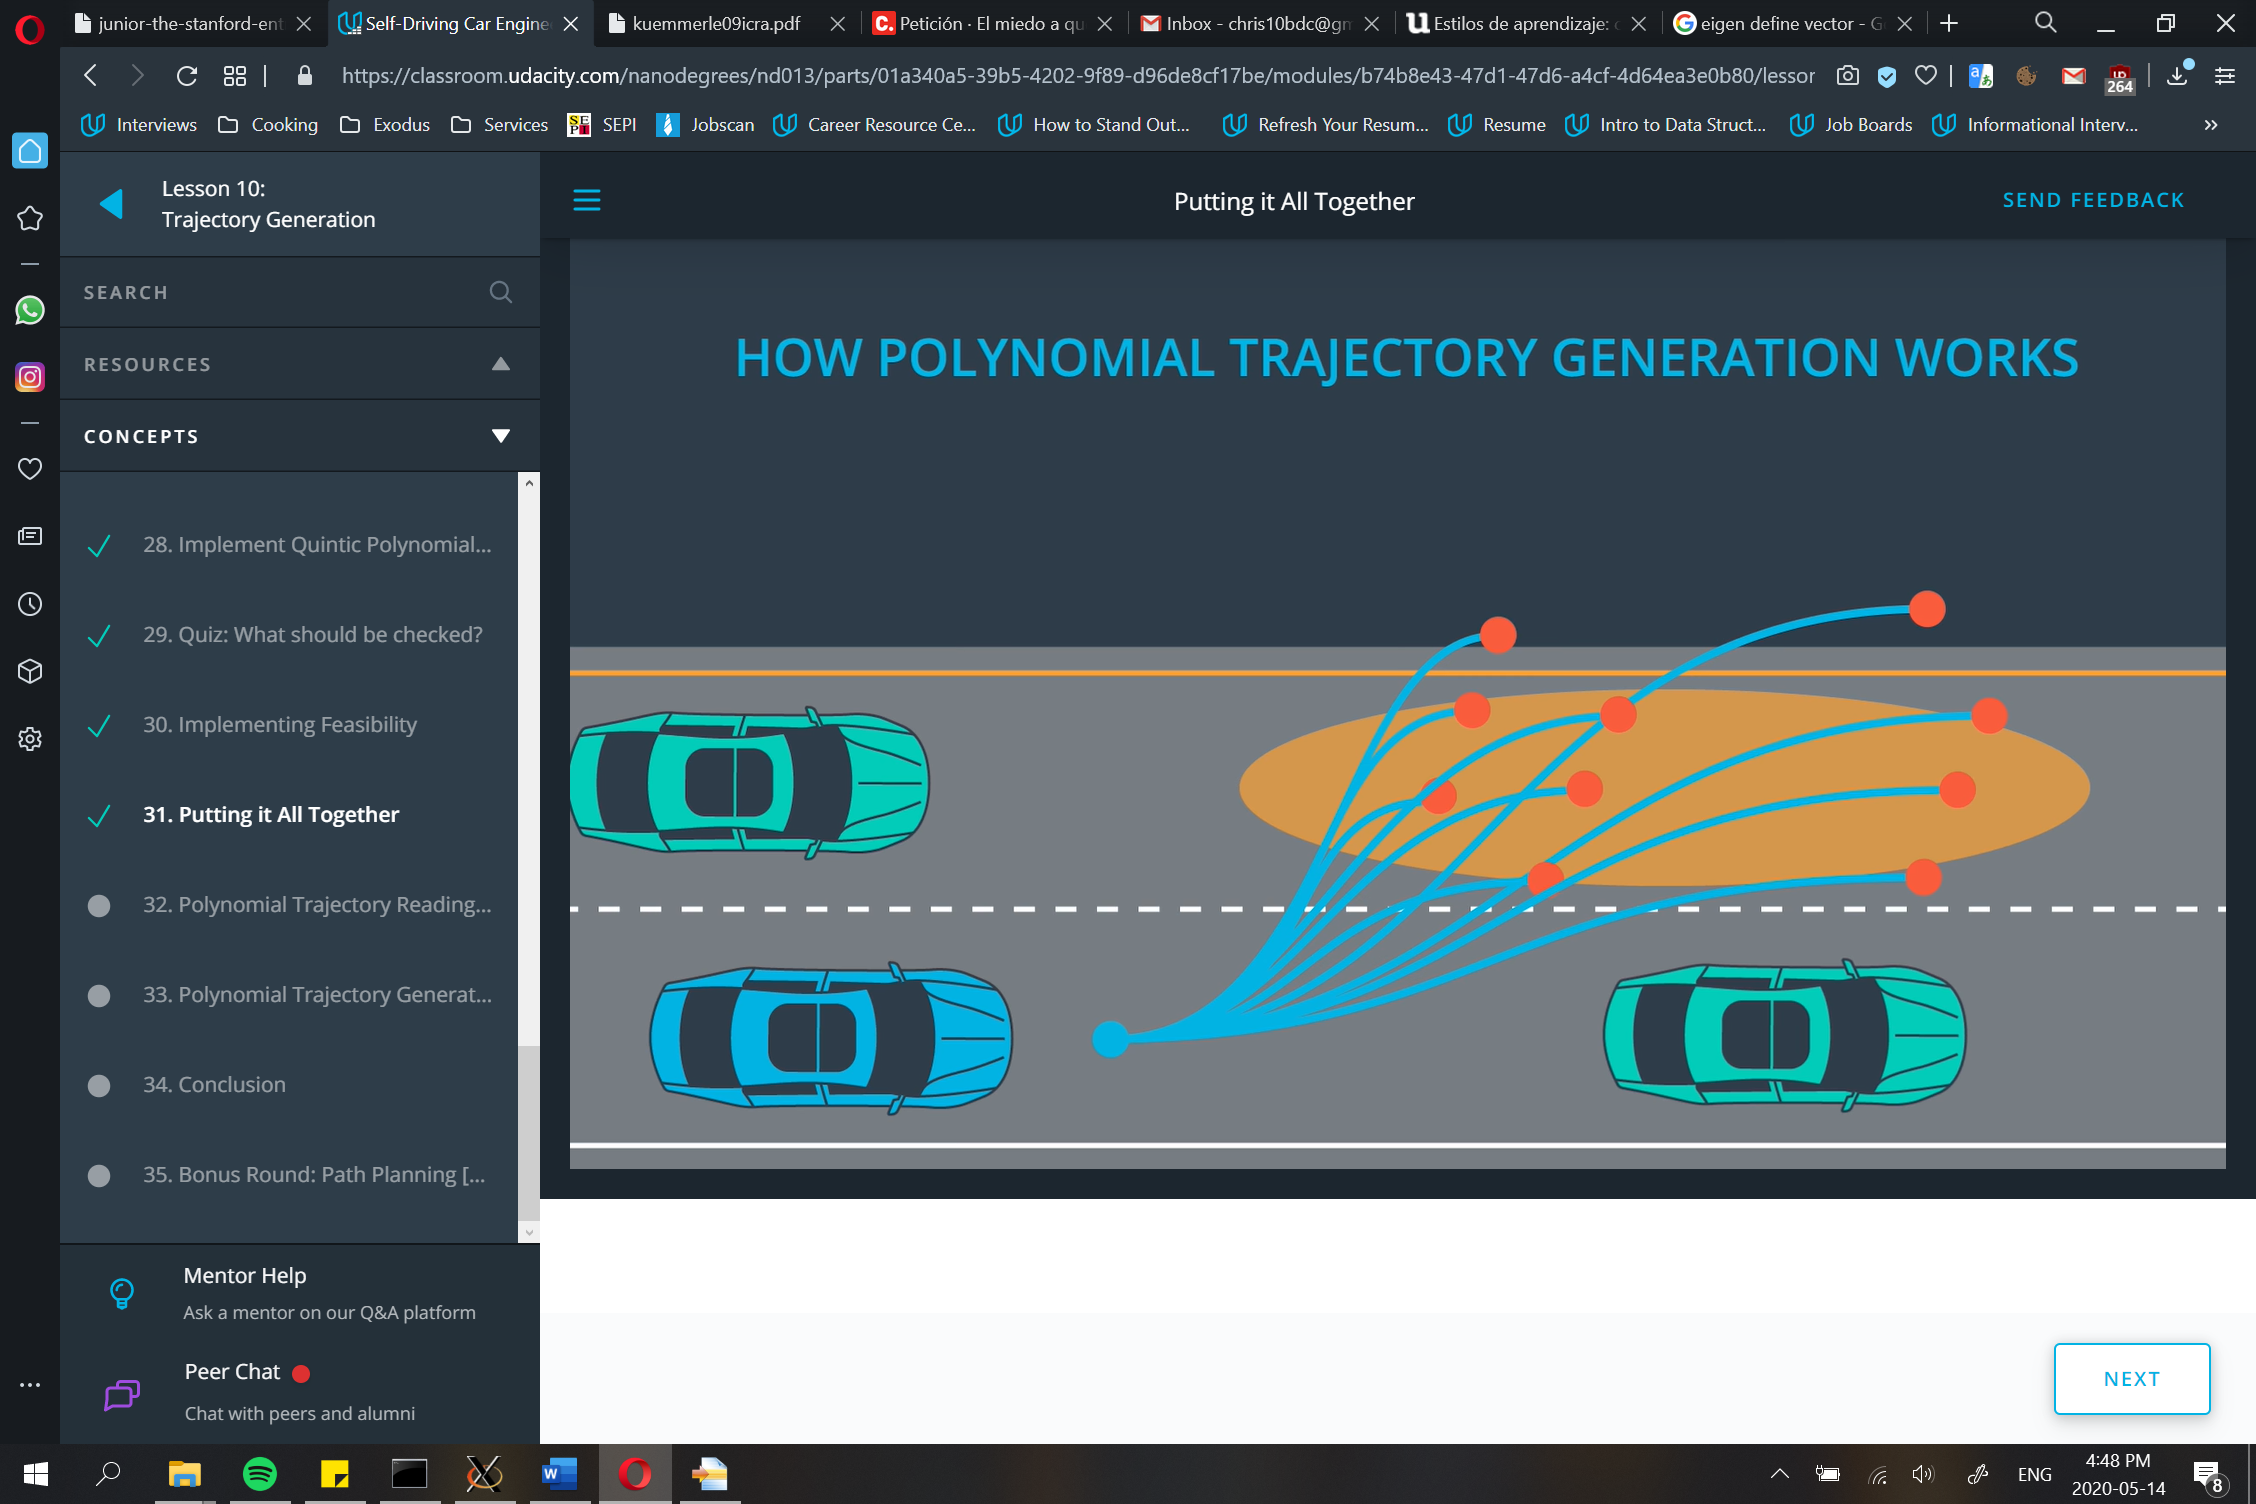 junior-the-stanford-ent
Self-Driving Car Engine
kuemmerle09icra.pdf
Petición · El miedo a qu
Inbox - chris10bdc@gm
Estilos de aprendizaje:
eigen define vector - G
https://classroom.udacity.com/nanodegrees/nd013/parts/01a340a5-39b5-4202-9f89-d96de8cf17be/modules/b74b8e43-47d1-47d6-a4cf-4d64ea3e0b80/lessor
264
Interviews
Cooking
Exodus
Services
SEPI
Jobscan
Career Resource Ce...
How to Stand Out...
Refresh Your Resum...
Resume
Intro to Data Struct...
Job Boards
Informational Interv...
»
Lesson 10:
Trajectory Generation
Putting it All Together
SEND FEEDBACK
SEARCH
RESOURCES
CONCEPTS
28. Implement Quintic Polynomial...
29. Quiz: What should be checked?
30. Implementing Feasibility
31. Putting it All Together
32. Polynomial Trajectory Reading...
33. Polynomial Trajectory Generat...
34. Conclusion
35. Bonus Round: Path Planning [...
Mentor Help
Ask a mentor on our Q&A platform
Peer Chat
Chat with peers and alumni
HOW POLYNOMIAL TRAJECTORY GENERATION WORKS
NEXT
ENG
4:48 PM
2020-05-14
8